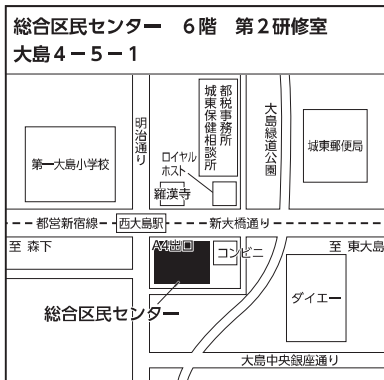 総合区民センター　6階　第2研修室
大島4－5－1
都税事務所
城東保健相談所
明治通り
大島緑道公園
城東郵便局
第一大島小学校
ロイヤル
ホスト
羅漢寺
都営新宿線
西大島駅
新大橋通り
至 森下
A4出口
コンビニ
至 東大島
ダイエー
総合区民センター
大島中央銀座通り